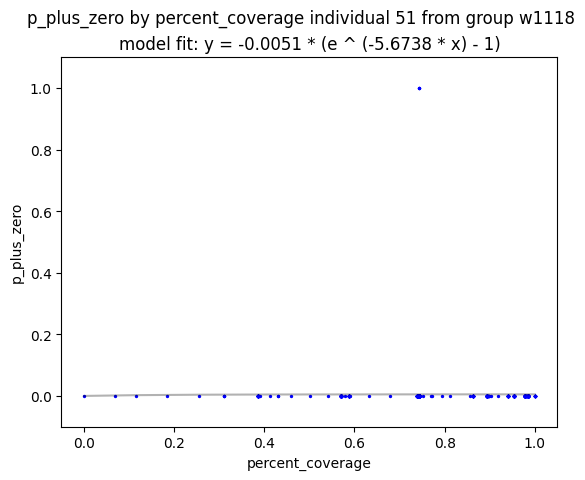 p_plus_zero by percent_coverage individual 51 from group w1118
model fit: y = -0.0051 * (e ^ (-5.6738 * x) - 1)
1.0
0.8
0.6
0.4
0.2
0.0
p_plus_zero
0.0 0.2 0.4 0.6 0.8 1.0
percent_coverage